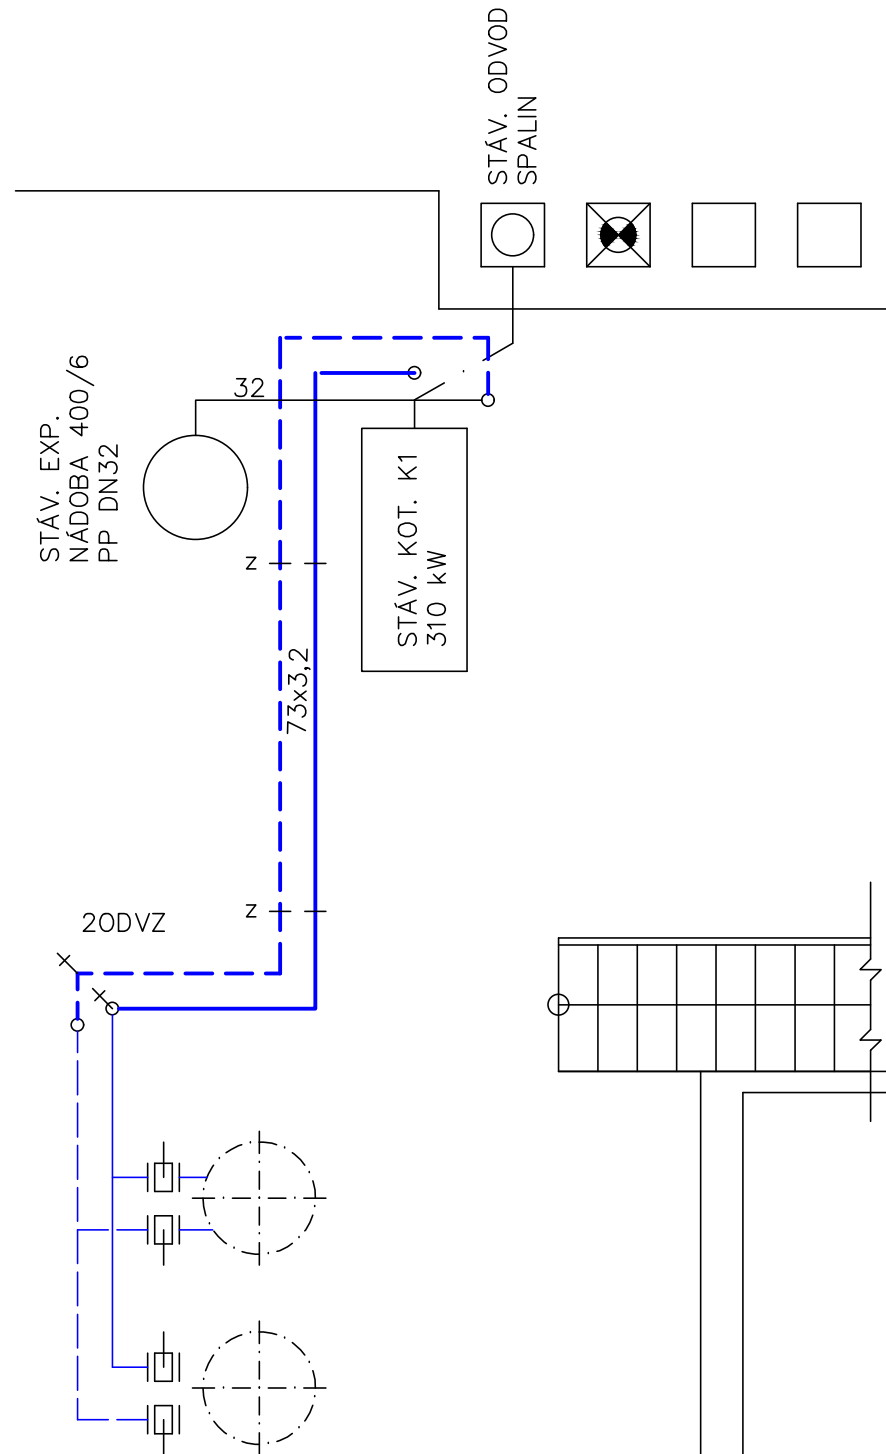 STÁV. ODVOD
SPALIN
STÁV. EXP.
NÁDOBA 400/6
PP DN32
32
STÁV. KOT. K1
310 kW
Z
73x3,2
Z
2ODVZ